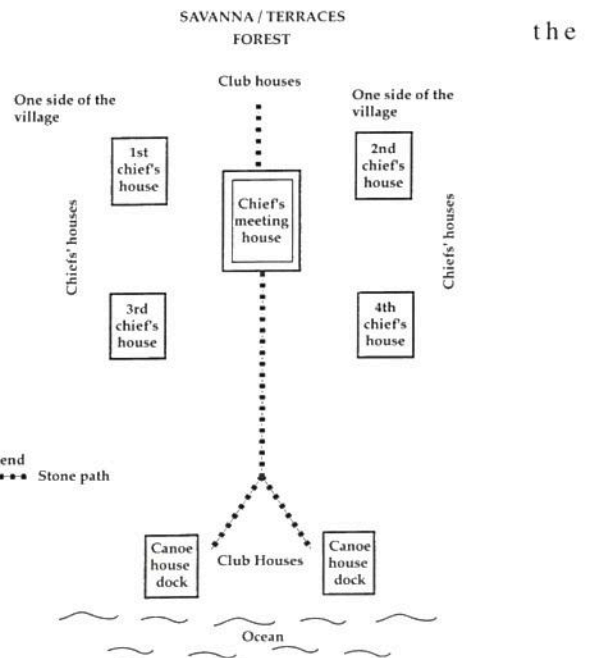 SAVANNA / TERRACES
FOREST
the
Club houses
One side of the
village
One side of the
village
1st
chief's
house
2nd
chief's
house
Chief's
meeting
house
Chiefs' houses
Chiefs' houses
3rd
chief's
house
4th
chief's
house
end
Stone path
Canoe
house
dock
Club Houses
Canoe
house
dock
Ocean